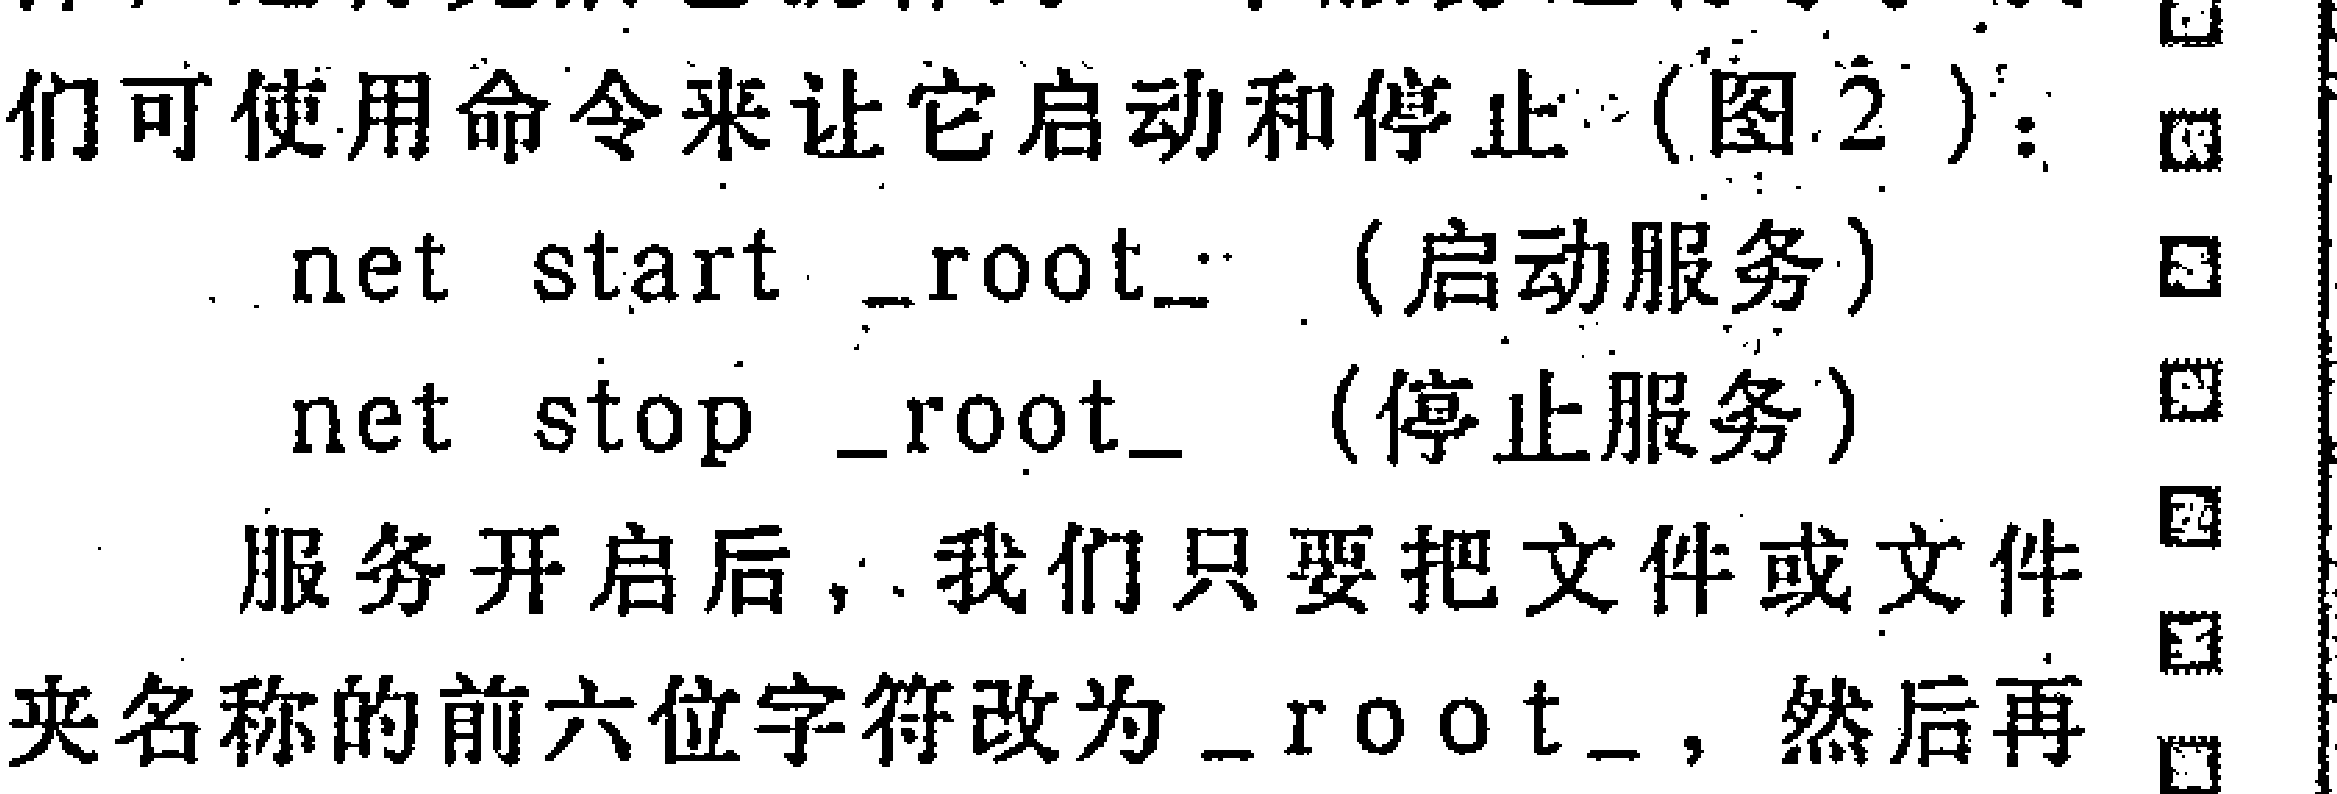 们可使用命令来让它启动和停止（图2）：
net start _root_ （启动服务）
net stop _root_ （停止服务）
服务开启后，我们只要把文件或文件
夹名称的前六位字符改为_root_，然后再